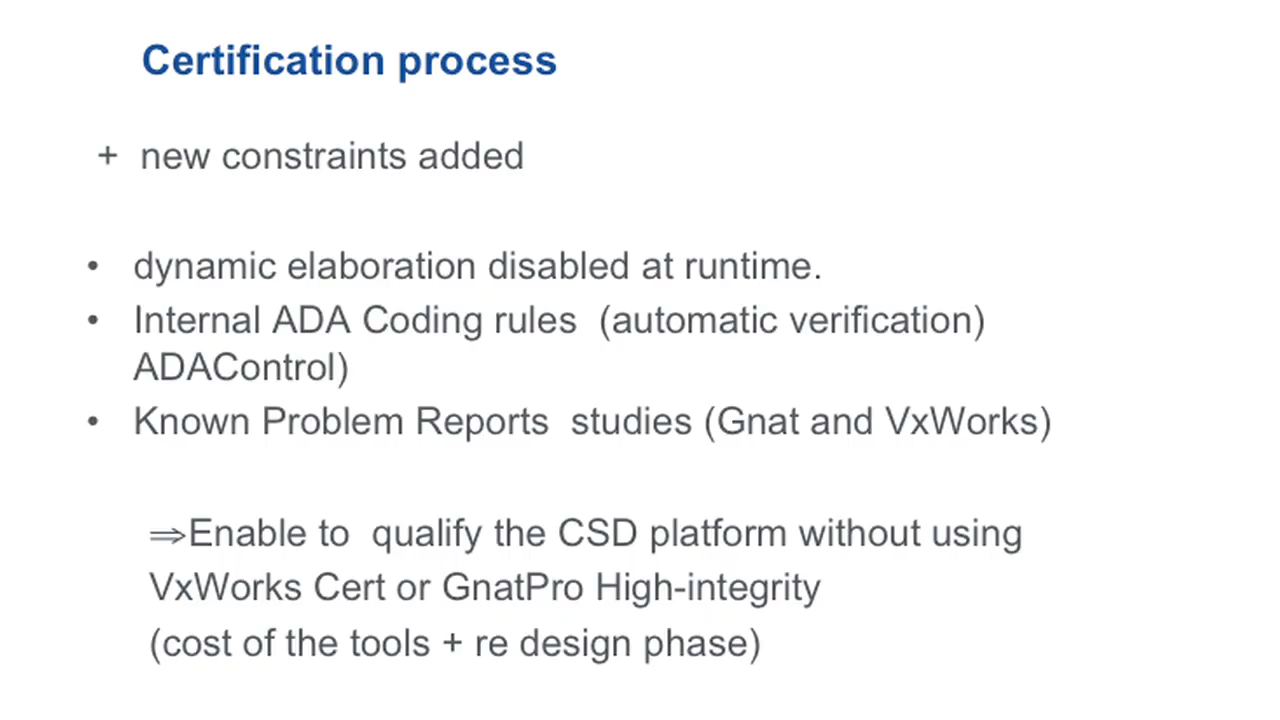 Certification process
+ new constraints added
• dynamic elaboration disabled at runtime.
• Internal ADA Coding rules (automatic verification)
ADAControl)
• Known Problem Reports studies (Gnat and VxWorks)
⇒Enable to qualify the CSD platform without using
VxWorks Cert or GnatPro High-integrity
(cost of the tools + re design phase)